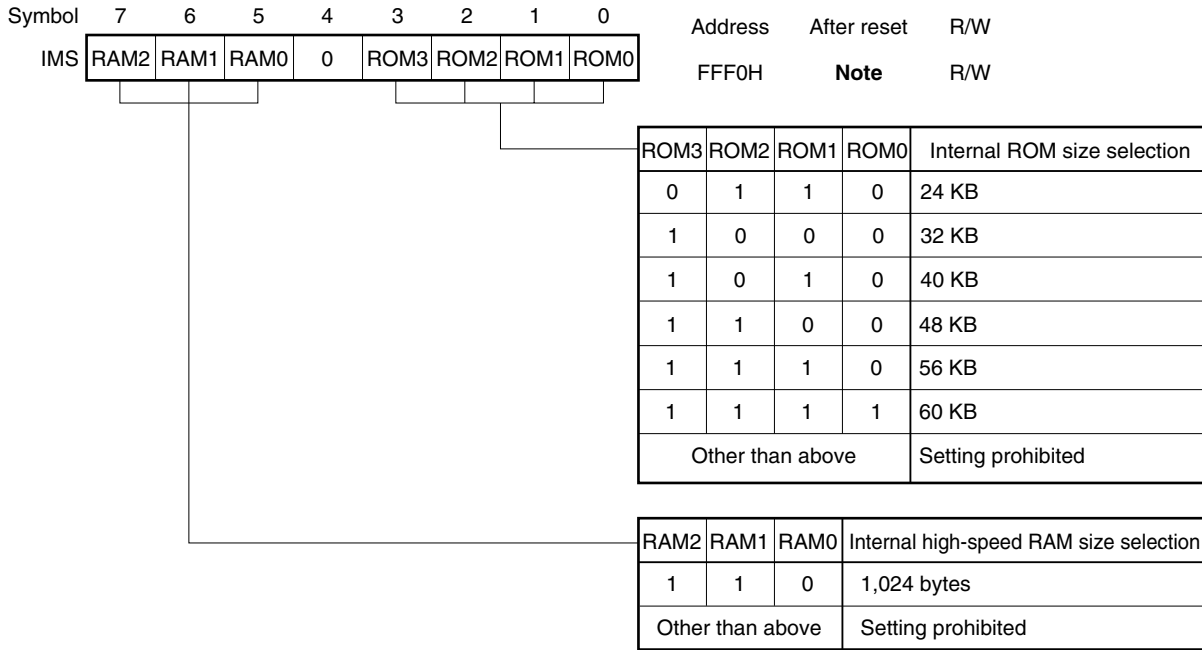 Symbol 7 6 5 4 3 2 1 0
Address After reset R/W
IMS RAM2 RAM1 RAM0 0 ROM3 ROM2 ROM1 ROM0
FFF0H Note R/W
ROM3 ROM2 ROM1 ROM0 Internal ROM size selection
0 1 1 0 24 KB
1 0 0 0 32 KB
1 0 1 0 40 KB
1 1 0 0 48 KB
1 1 1 0 56 KB
1 1 1 1 60 KB
Other than above Setting prohibited
RAM2 RAM1 RAM0 Internal high-speed RAM size selection
1 1 0 1,024 bytes
Other than above Setting prohibited